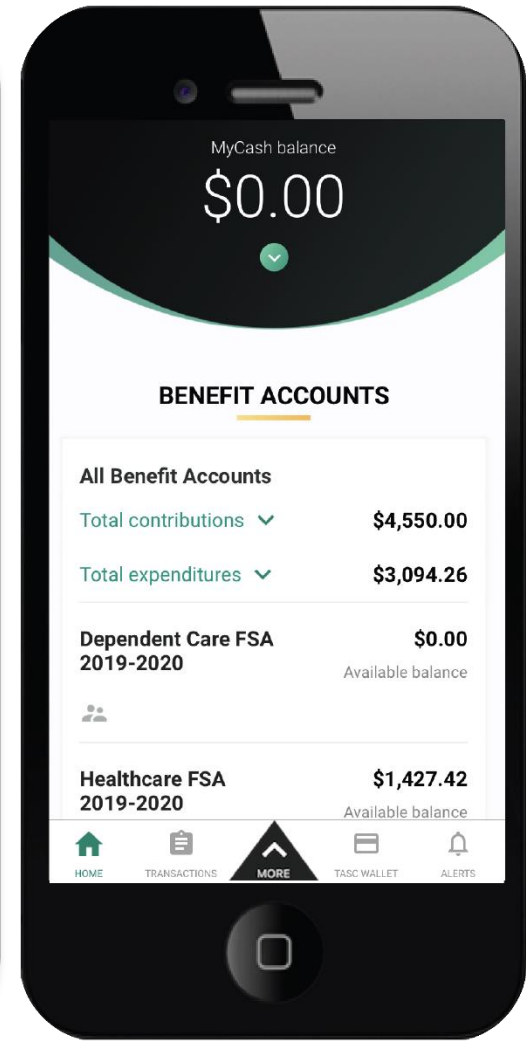 MyCash balance
$0.00
BENEFIT ACCOUNTS
All Benefit Accounts
Total contributions $4,550.00
Total expenditures $3,094.26
Dependent Care FSA $0.00
2019-2020 Available balance
Healthcare FSA $1,427.42
2019-2020 Available balance
HOME TRANSACTIONS MORE TASC WALLET ALERTS